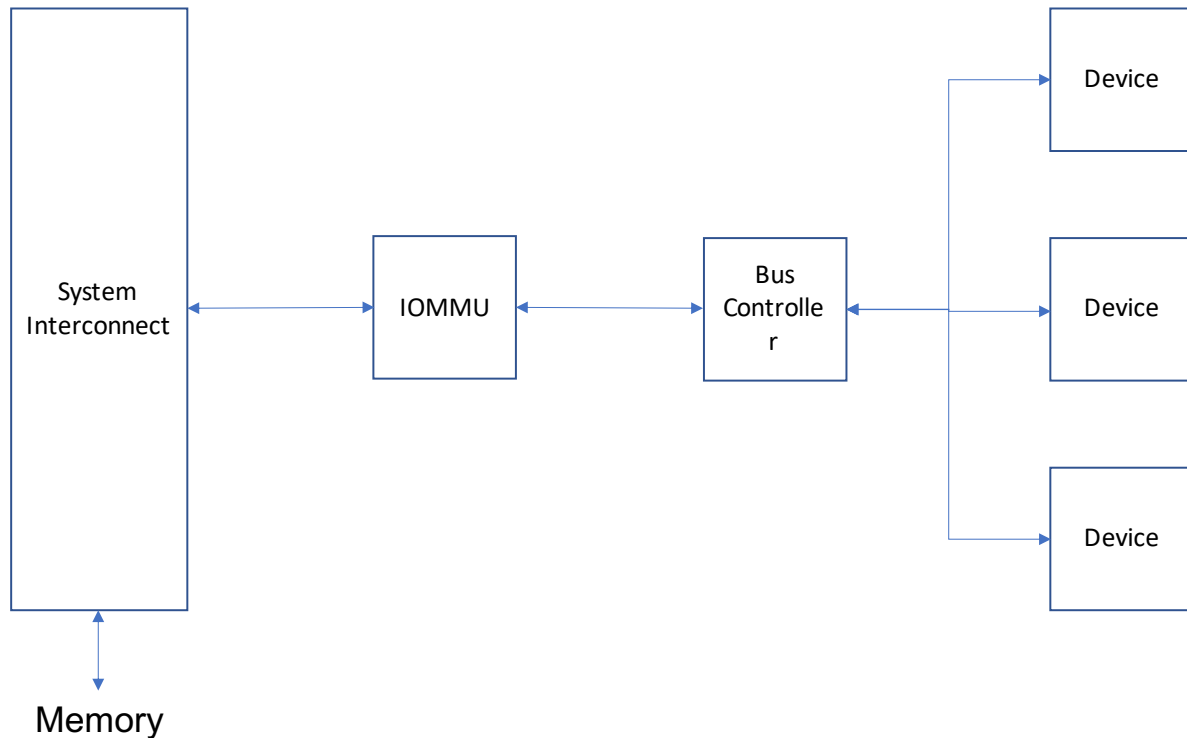 System
Interconnect
IOMMU
Bus
Controlle
r
Device
Device
Device
Memory